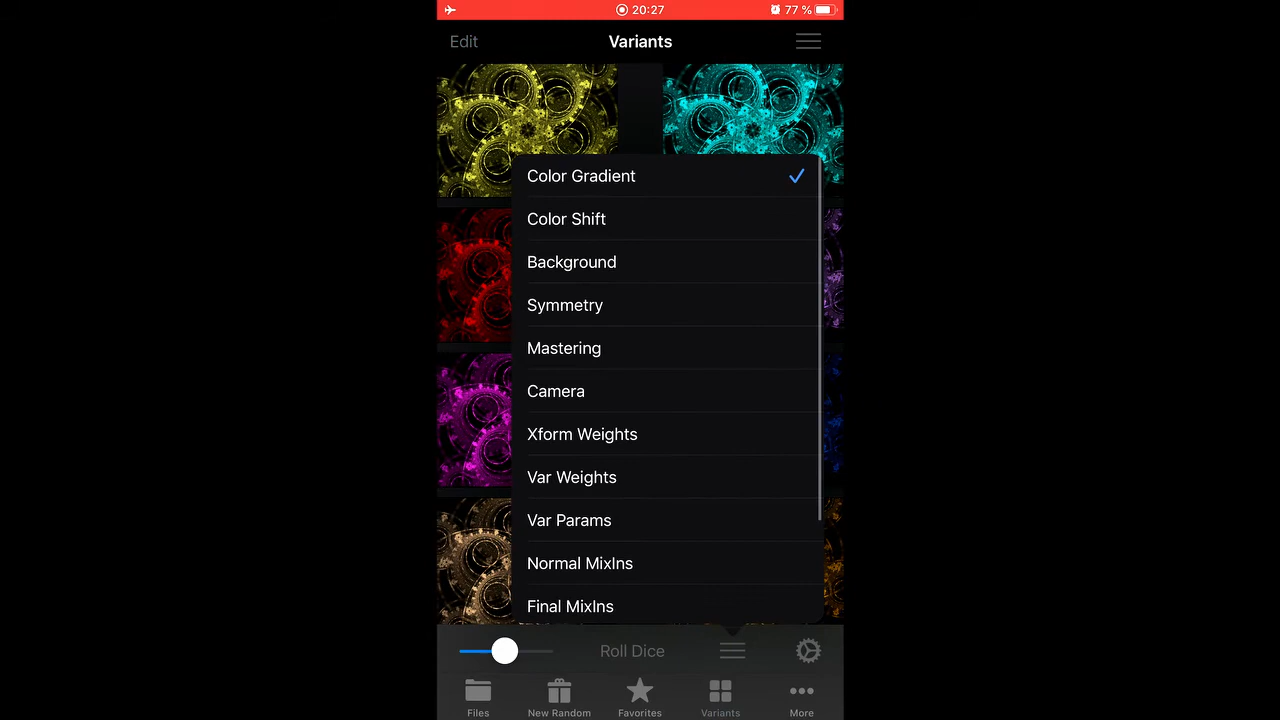 20:27
77 %
Edit
Variants
Color Gradient
Color Shift
Background
Symmetry
Mastering
Camera
Xform Weights
Var Weights
Var Params
Normal MixIns
Final MixIns
Roll Dice
Files
New Random
Favorites
Variants
More